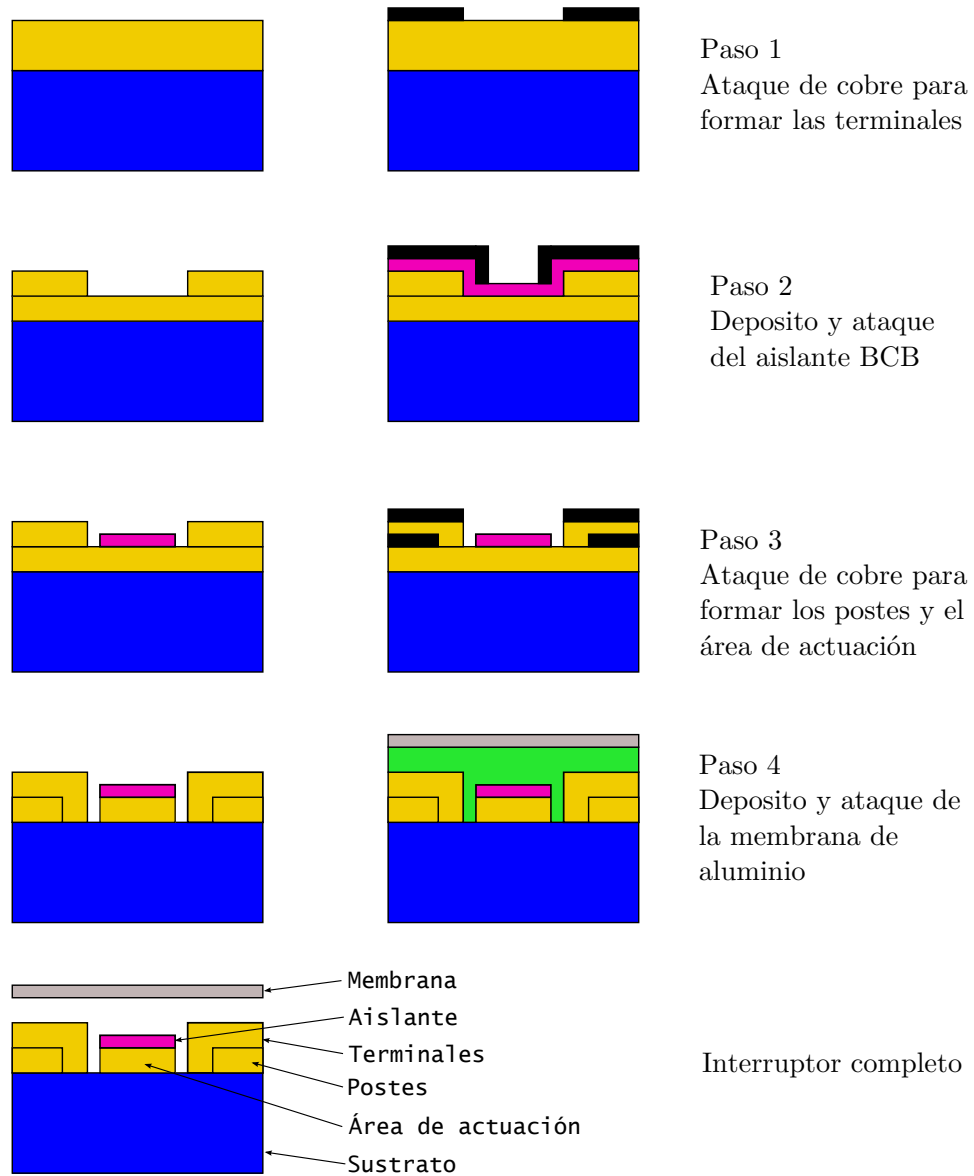 Paso 1
Ataque de cobre para
formar las terminales
Paso 2
Deposito y ataque
del aislante BCB
Paso 3
Ataque de cobre para
formar los postes y el
área de actuación
Paso 4
Deposito y ataque de
la membrana de
aluminio
Membrana
Aislante
Terminales
Postes
Área de actuación
Sustrato
Interruptor completo